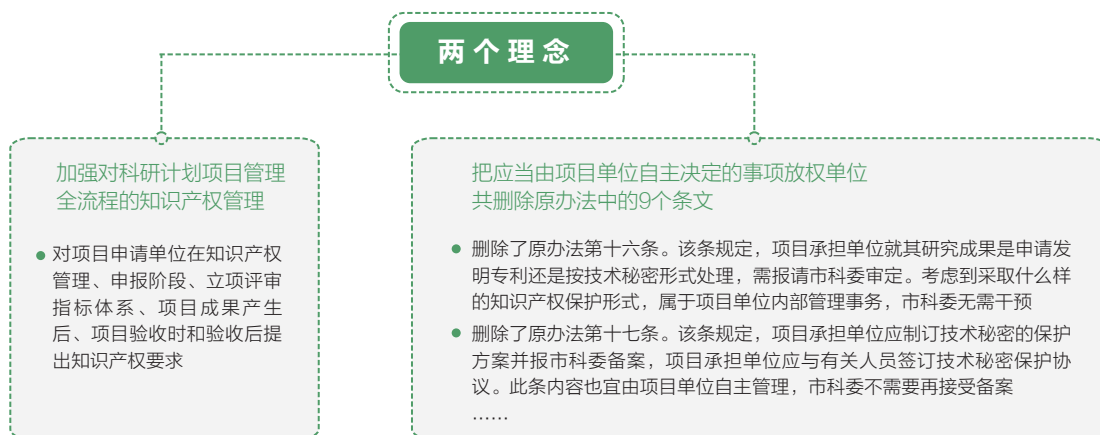 两个理念
加强对科研计划项目管理
全流程的知识产权管理
对项目申请单位在知识产权
管理、申报阶段、立项评审
指标体系、项目成果产生
后、项目验收时和验收后提
出知识产权要求
把应当由项目单位自主决定的事项放权单位
共删除原办法中的9个条文
删除了原办法第十六条。该条规定，项目承担单位就其研究成果是申请发
明专利还是按技术秘密形式处理，需报请市科委审定。考虑到采取什么样
的知识产权保护形式，属于项目单位内部管理事务，市科委无需干预
删除了原办法第十七条。该条规定，项目承担单位应制订技术秘密的保护
方案并报市科委备案，项目承担单位应与有关人员签订技术秘密保护协
议。此条内容也宜由项目单位自主管理，市科委不需要再接受备案
……